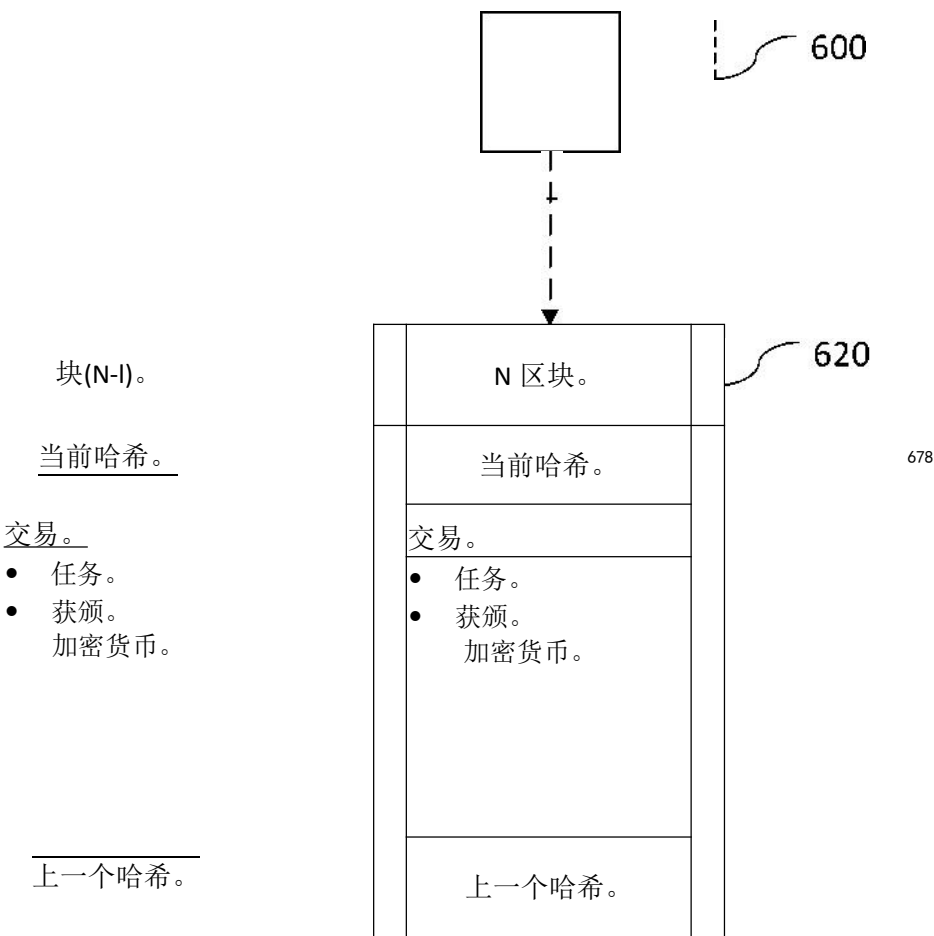 600
620
块(N-l)。
N 区块。
当前哈希。
当前哈希。
678
交易。
交易。
• 任务。
• 任务。
• 获颁。
加密货币。
• 获颁。
加密货币。
上一个哈希。
上一个哈希。